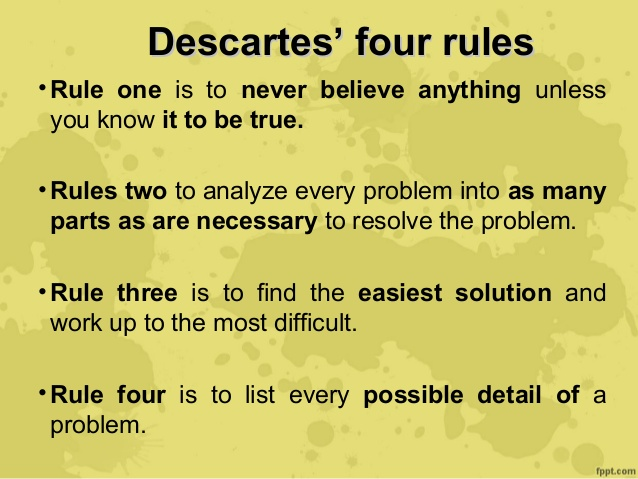 Descartes’ four rules
•Rule one is to never believe anything unless
you know it to be true.
•Rules two to analyze every problem into as many
parts as are necessary to resolve the problem.
•Rule three is to find the easiest solution and
work up to the most difficult.
•Rule four is to list every possible detail of a
problem.
fppt.com